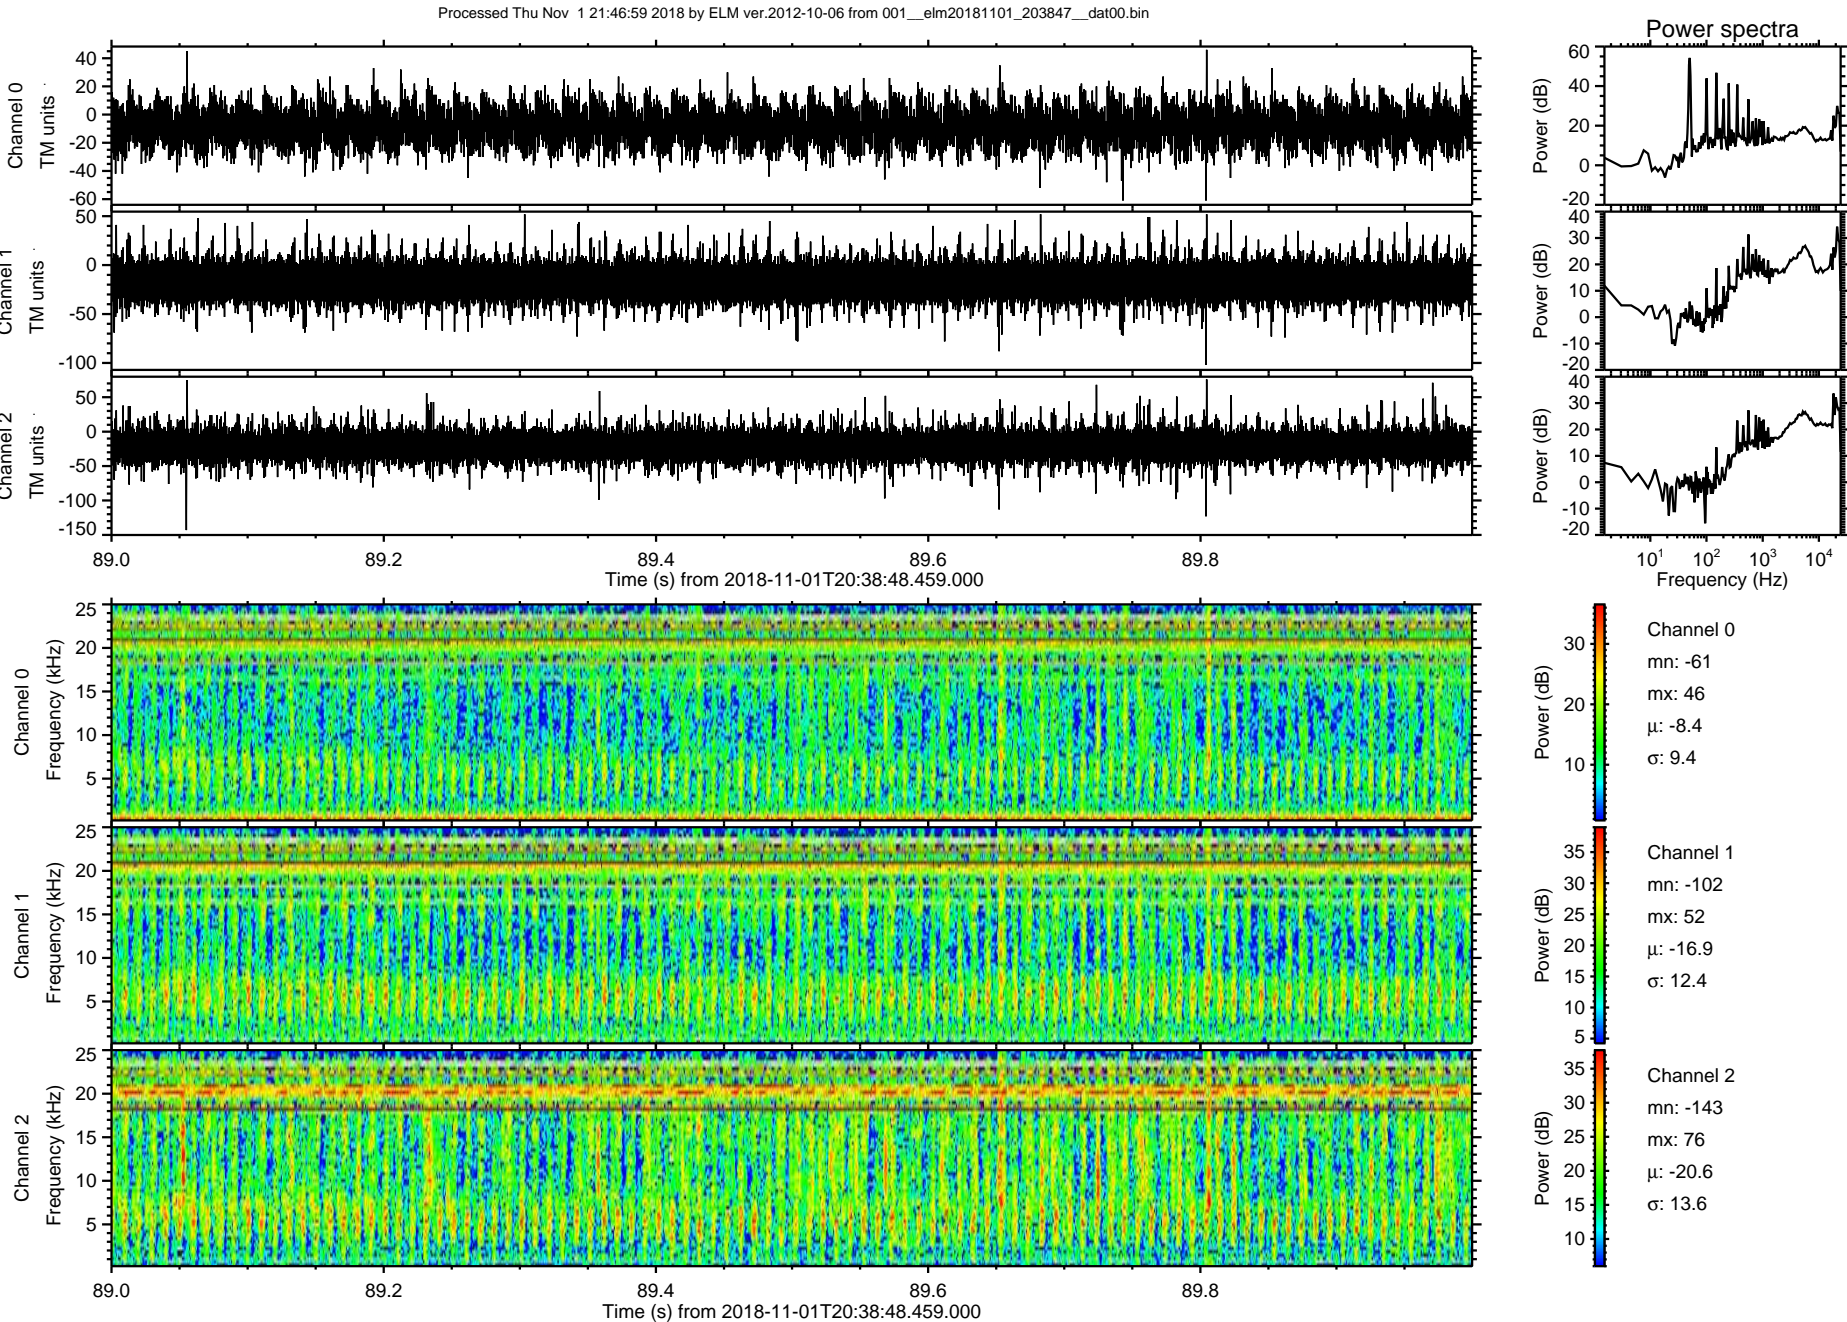 Processed Thu Nov  1 21:46:59 2018 by ELM ver.2012-10-06 from 001__elm20181101_203847__dat00.bin
Power spectra
Channel 0
TM units
40
20
0
-20
-40
-60
Power (dB)
60
40
20
0
-20
Channel 1
TM units
50
0
-50
-100
Power (dB)
40
30
20
10
0
-10
-20
Channel 2
TM units
50
0
-50
-100
-150
Power (dB)
40
30
20
10
0
-10
-20
89.0 89.2 89.4 89.6 89.8
Time (s) from 2018-11-01T20:38:48.459.000
10^1 10^2 10^3 10^4
Frequency (Hz)
Channel 0
Frequency (kHz)
25
20
15
10
5
Power (dB)
30
20
10
Channel 0
mn: -61
mx: 46
μ: -8.4
σ: 9.4
Channel 1
Frequency (kHz)
25
20
15
10
5
Power (dB)
35
30
25
20
15
10
5
Channel 1
mn: -102
mx: 52
μ: -16.9
σ: 12.4
Channel 2
Frequency (kHz)
25
20
15
10
5
Power (dB)
35
30
25
20
15
10
Channel 2
mn: -143
mx: 76
μ: -20.6
σ: 13.6
89.0 89.2 89.4 89.6 89.8
Time (s) from 2018-11-01T20:38:48.459.000